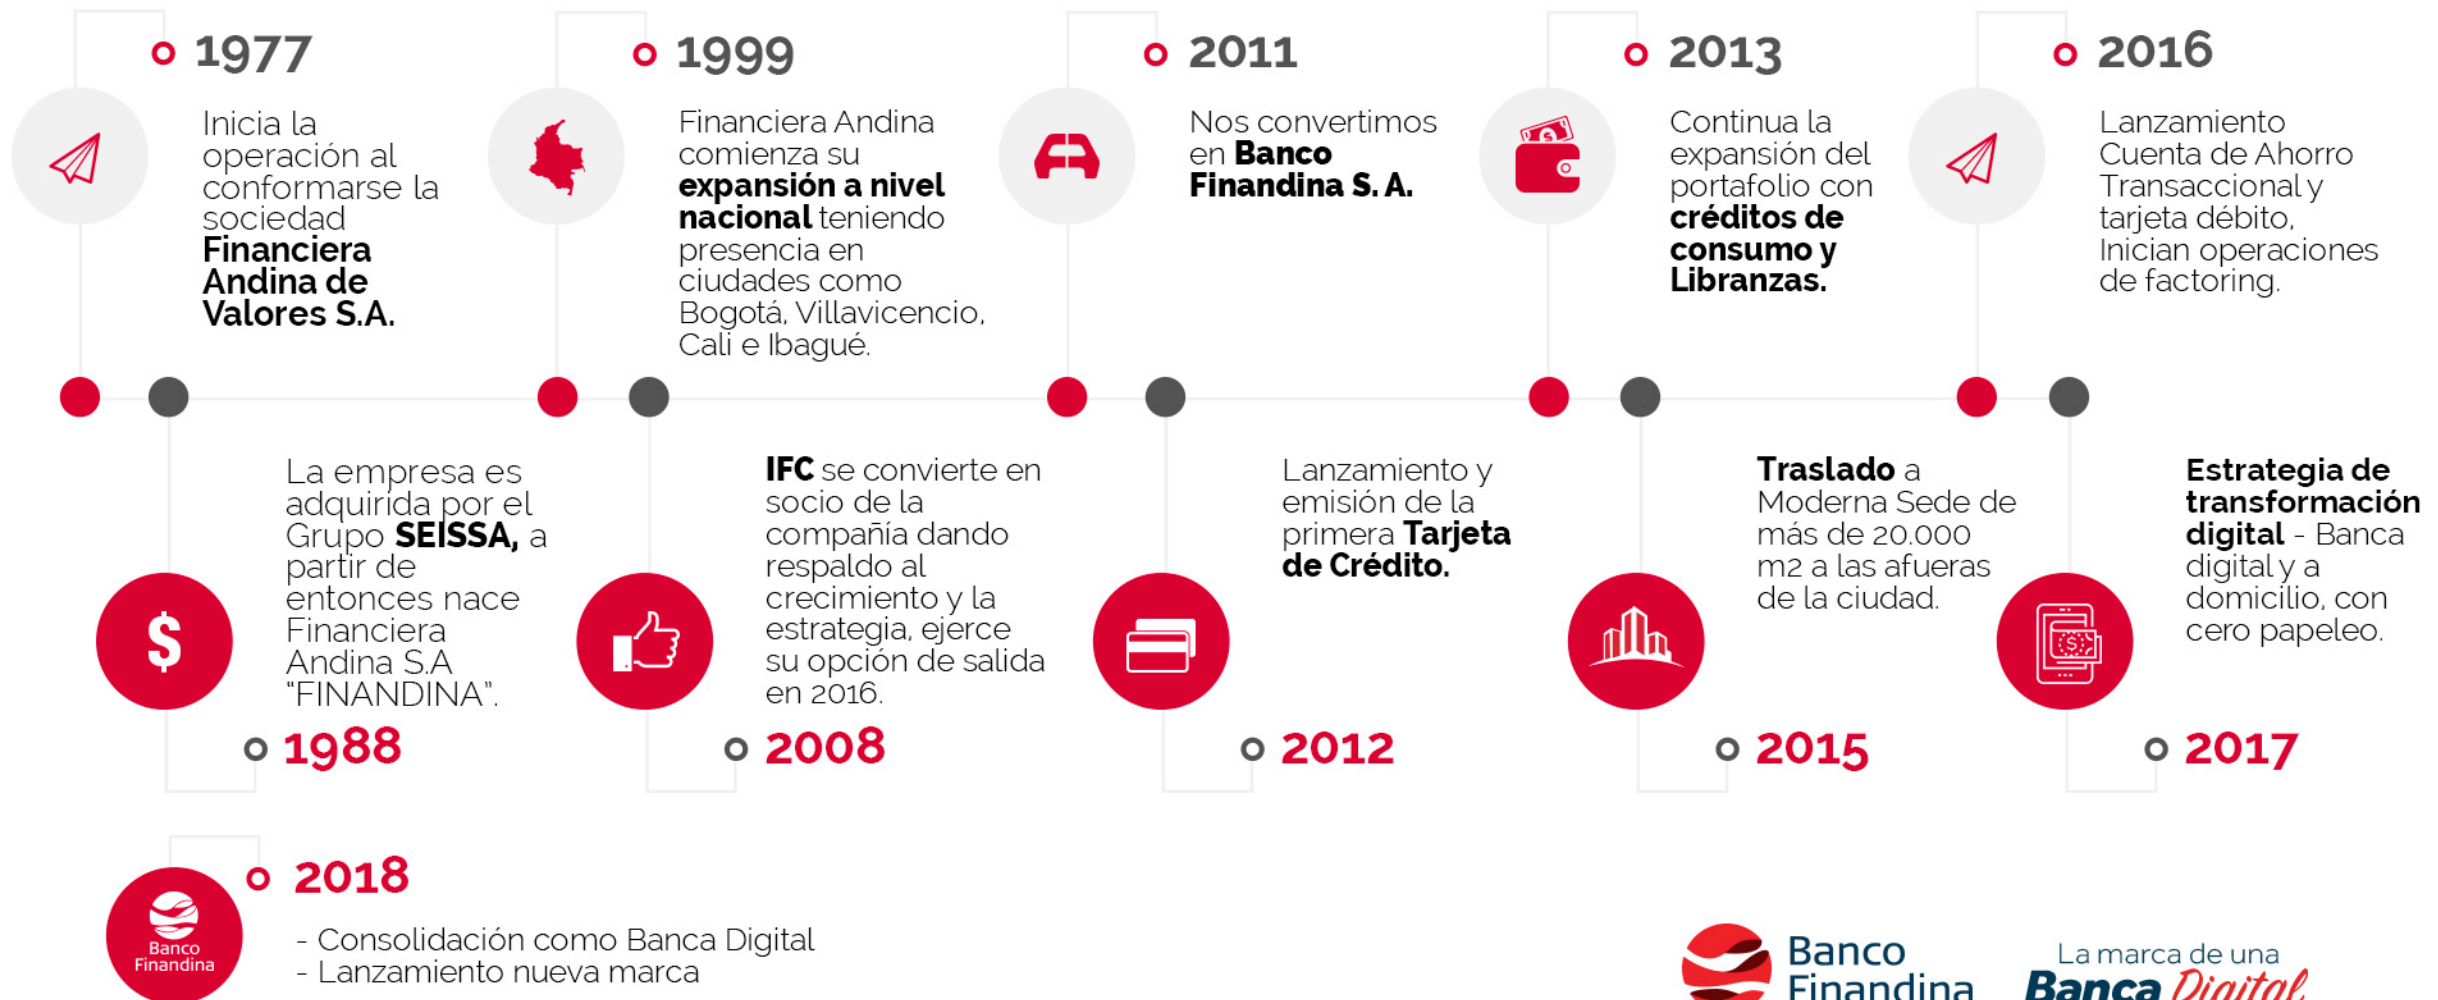 1977
Inicia la
operación al
conformarse la
sociedad
Financiera
Andina de
Valores S.A.
1988
La empresa es
adquirida por el
Grupo SEISSA, a
partir de
entonces nace
Financiera
Andina S.A
“FINANDINA”.
1999
Financiera Andina
comienza su
expansión a nivel
nacional teniendo
presencia en
ciudades como
Bogotá, Villavicencio,
Cali e Ibagué.
2008
IFC se convierte en
socio de la
compañía dando
respaldo al
crecimiento y la
estrategia, ejerce
su opción de salida
en 2016.
2011
Nos convertimos
en Banco
Finandina S. A.
2012
Lanzamiento y
emisión de la
primera Tarjeta
de Crédito.
2013
Continua la
expansión del
portafolio con
créditos de
consumo y
Libranzas.
2015
Traslado a
Moderna Sede de
más de 20.000
m2 a las afueras
de la ciudad.
2016
Lanzamiento
Cuenta de Ahorro
Transaccional y
tarjeta débito,
Inician operaciones
de factoring.
2017
Estrategia de
transformación
digital - Banca
digital y a
domicilio, con
cero papeleo.
2018
- Consolidación como Banca Digital
- Lanzamiento nueva marca
Banco
Finandina
Banco
Finandina
La marca de una
Banca Digital